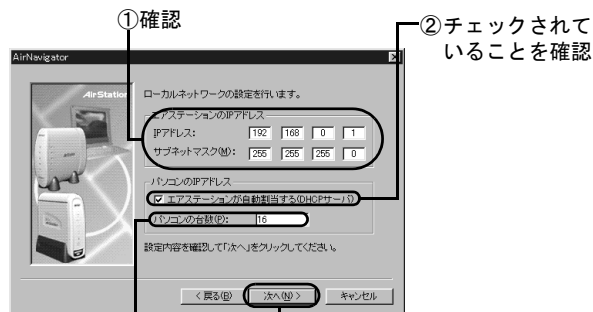 ①確認
②チェックされて
いることを確認
AirNavigator
AirStation
ローカルネットワークの設定を行います。
エアステーションのIPアドレス
IPアドレス: 192 168 0 1
サブネットマスク(M): 255 255 255 0
パソコンのIPアドレス
エアステーションが自動割当する(DHCPサーバ)
パソコンの台数(P): 16
設定内容を確認して「次へ」をクリックしてください。
< 戻る(B) 次へ(N) > キャンセル